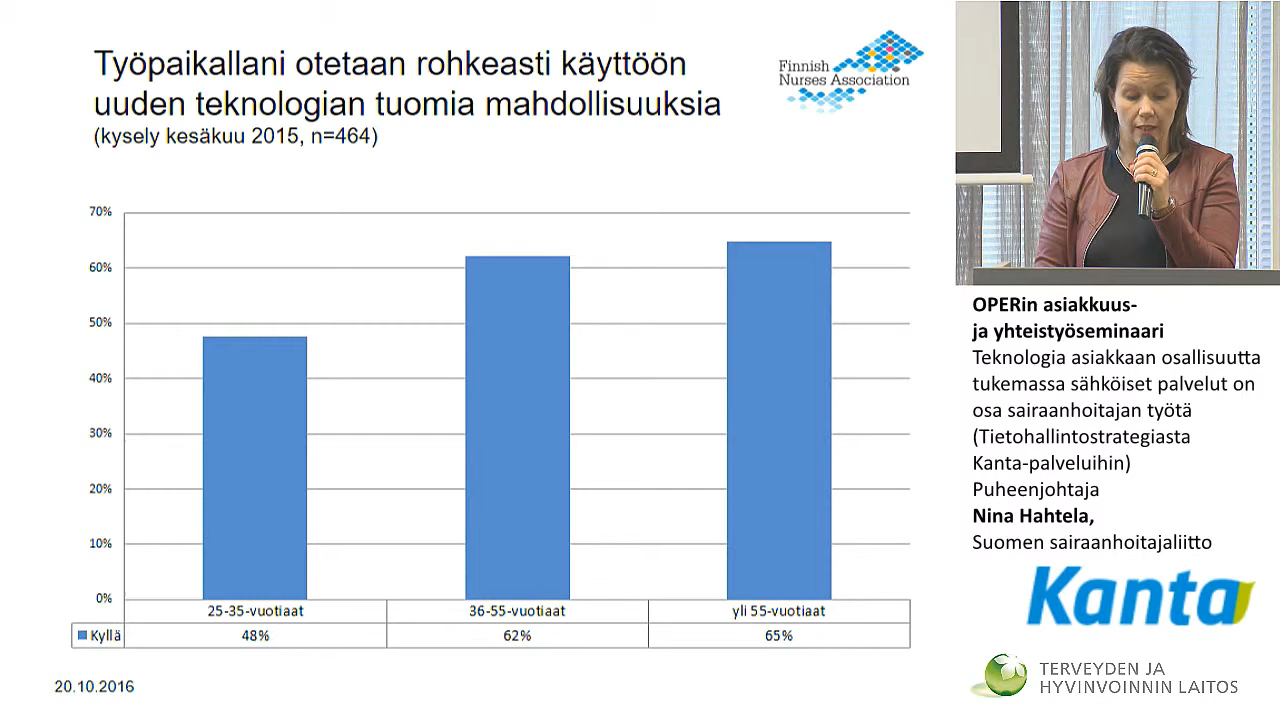 Työpaikallani otetaan rohkeasti käyttöön
uuden teknologian tuomia mahdollisuuksia
(kysely kesäkuu 2015, n=464)
Finnish
Nurses Association
70%
60%
50%
40%
30%
20%
10%
0%
25-35-vuotiaat 36-55-vuotiaat yli 55-vuotiaat
Kyllä 48% 62% 65%
20.10.2016
OPERin asiakkuus-
ja yhteistyöseminaari
Teknologia asiakkaan osallisuutta
tukemassa sähköiset palvelut on
osa sairaanhoitajan työtä
(Tietohallintostrategiasta
Kanta-palveluihin)
Puheenjohtaja
Nina Hahtela,
Suomen sairaanhoitajaliitto
Kanta
TERVEYDEN JA
HYVINVOINNIN LAITOS